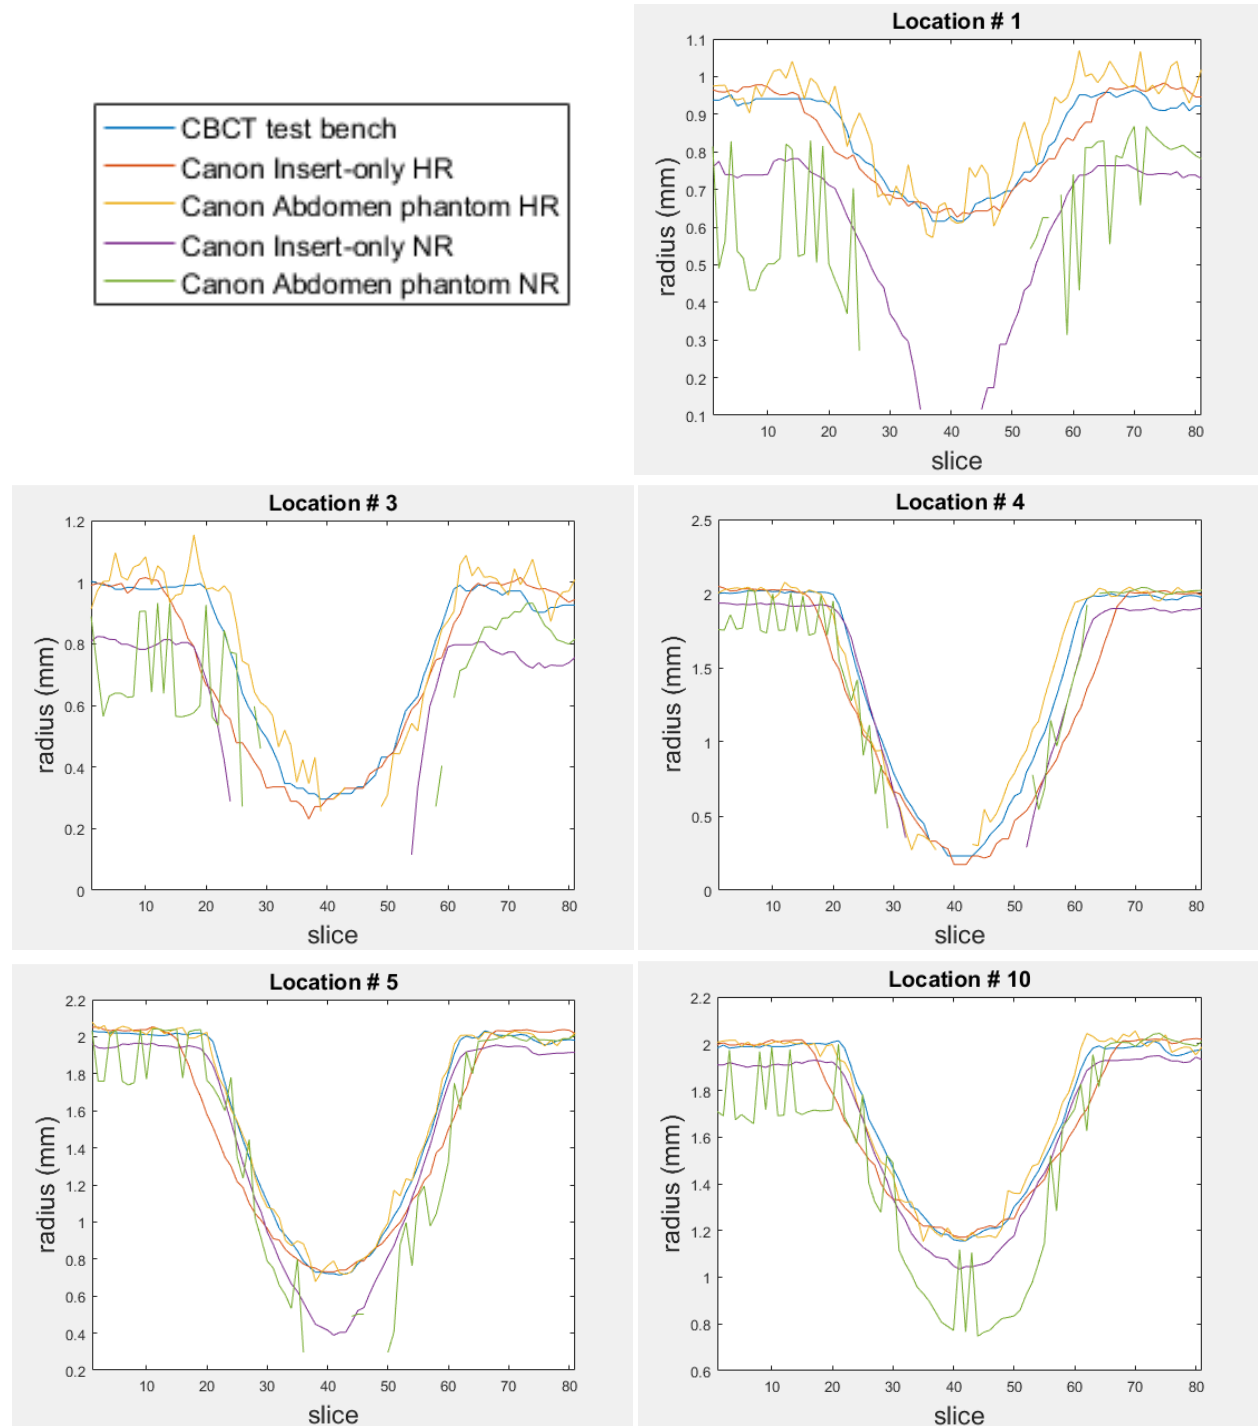 Location # 1
CBCT test bench
Canon Insert-only HR
Canon Abdomen phantom HR
Canon Insert-only NR
Canon Abdomen phantom NR
radius (mm)
1.1
1
0.9
0.8
0.7
0.6
0.5
0.4
0.3
0.2
0.1
10 20 30 40 50 60 70 80
slice
Location # 3
radius (mm)
1.2
1
0.8
0.6
0.4
0.2
0
10 20 30 40 50 60 70 80
slice
Location # 4
radius (mm)
2.5
2
1.5
1
0.5
0
10 20 30 40 50 60 70 80
slice
Location # 5
radius (mm)
2.2
2
1.8
1.6
1.4
1.2
1
0.8
0.6
0.4
0.2
10 20 30 40 50 60 70 80
slice
Location # 10
radius (mm)
2.2
2
1.8
1.6
1.4
1.2
1
0.8
0.6
10 20 30 40 50 60 70 80
slice